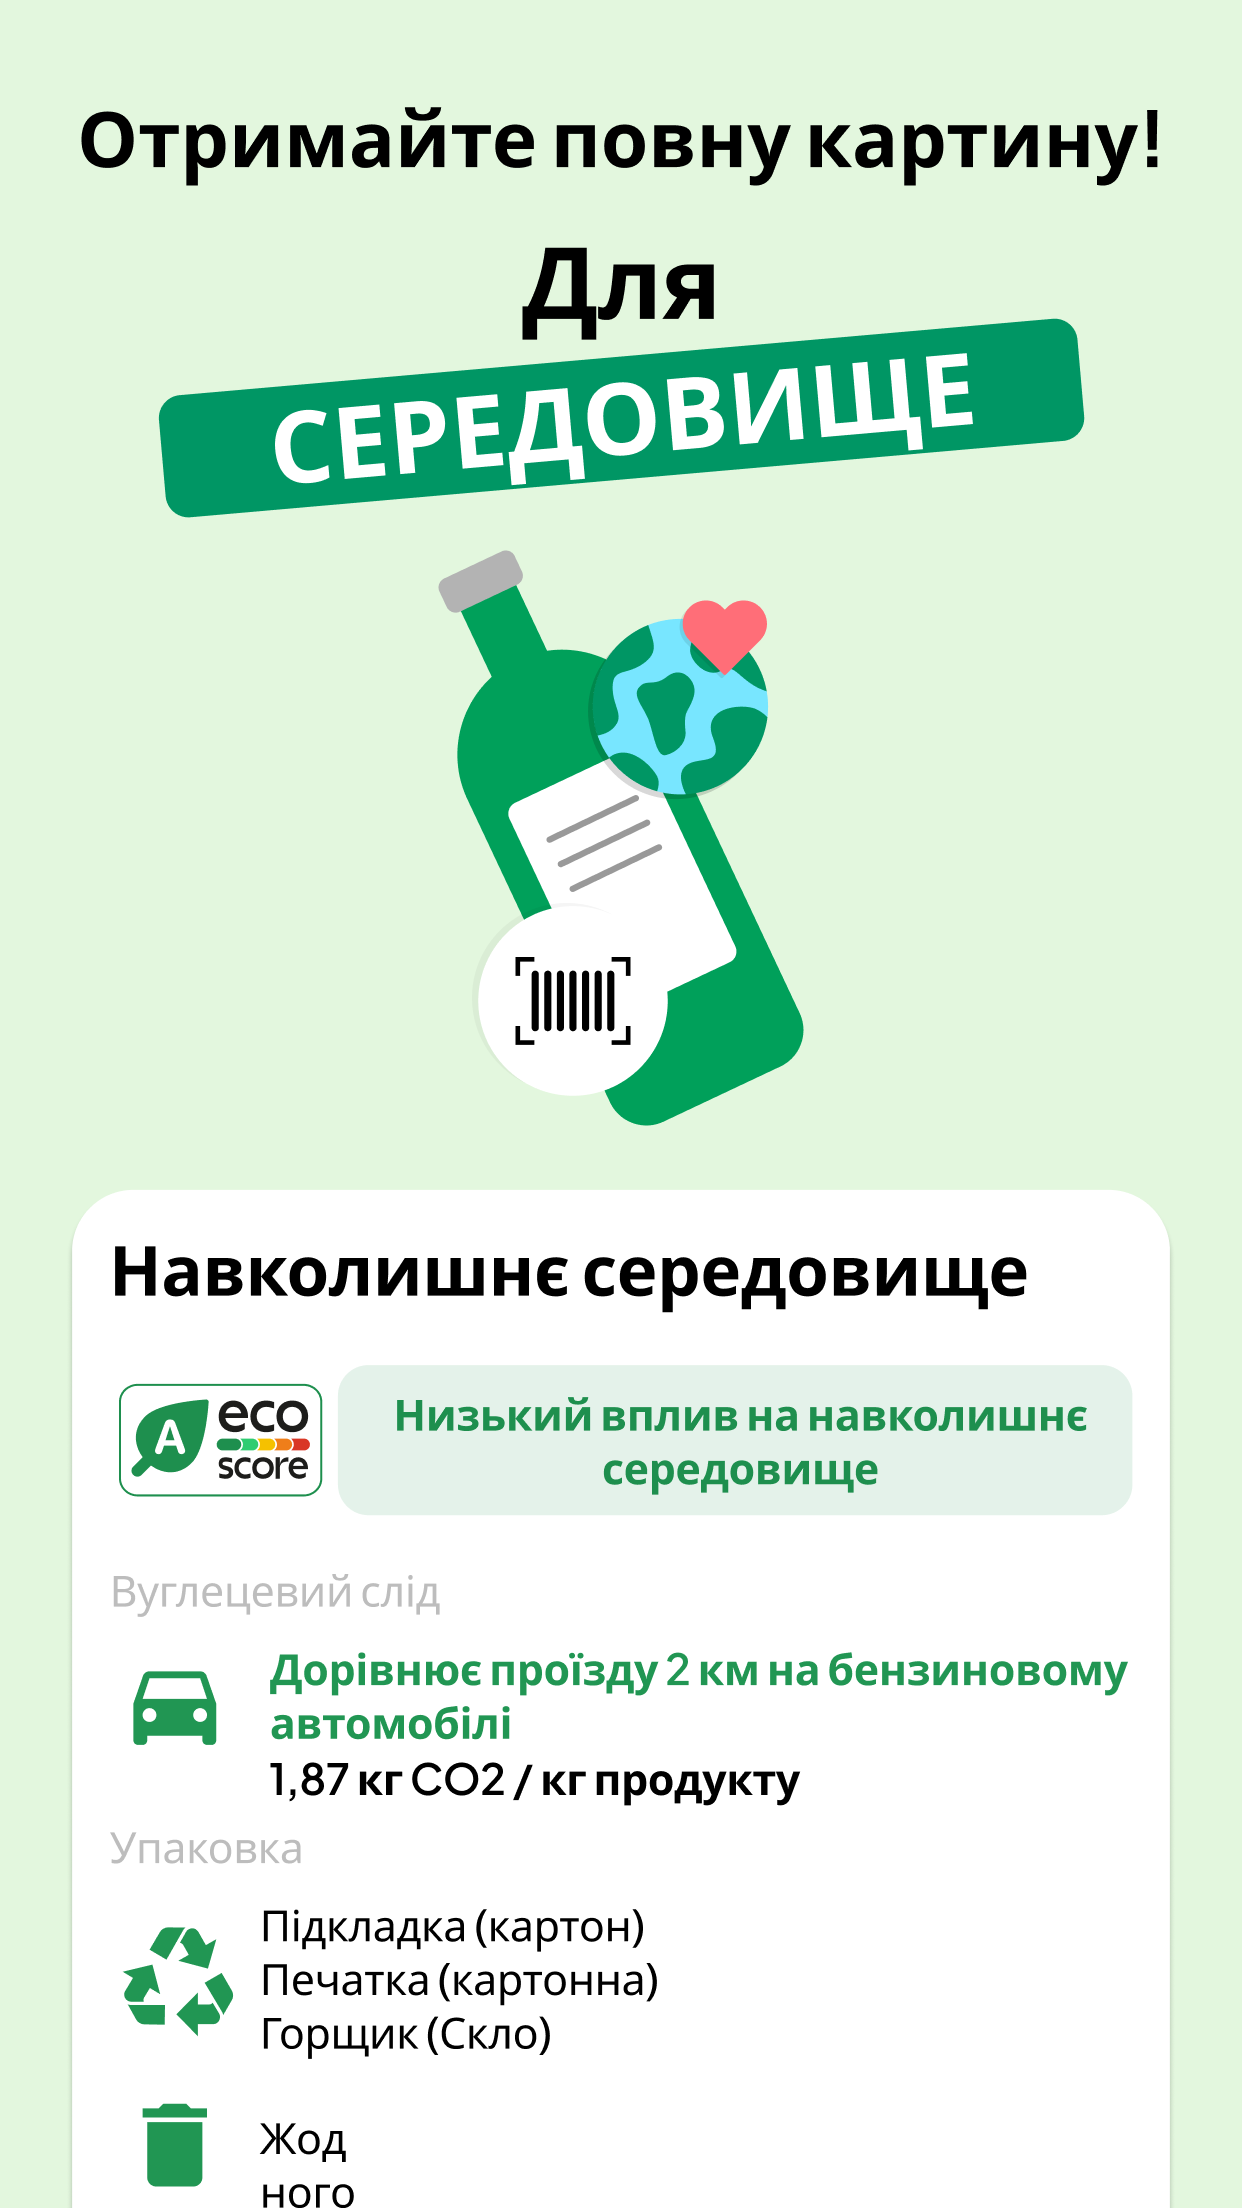 Отримайте повну картину!
Для
СЕРЕДОВИЩЕ
Навколишнє середовище
A
eco
score
Низький вплив на навколишнє
середовище
Вуглецевий слід
Дорівнює проїзду 2 км на бензиновому
автомобілі
1,87 кг CO2 / кг продукту
Упаковка
Підкладка (картон)
Печатка (картонна)
Горщик (Скло)
Жод
ного